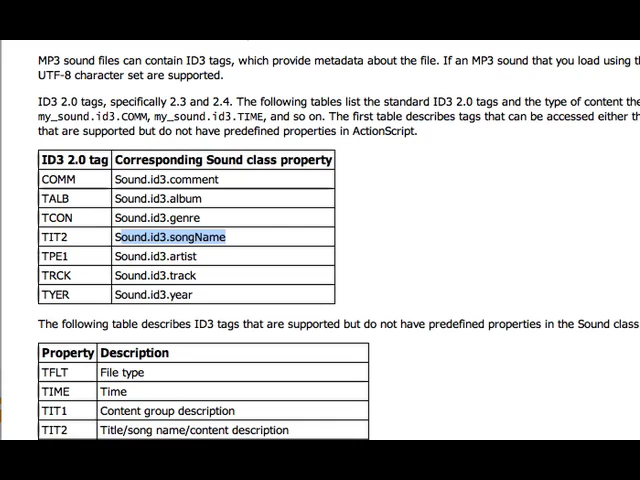 MP3 sound files can contain ID3 tags, which provide metadata about the file. If an MP3 sound that you load using
UTF-8 character set are supported.
ID3 2.0 tags, specifically 2.3 and 2.4. The following tables list the standard ID3 2.0 tags and the type of content the
my_sound.id3.COMM, my_sound.id3.TIME, and so on. The first table describes tags that can be accessed either
that are supported but do not have predefined properties in ActionScript.
ID3 2.0 tag Corresponding Sound class property
COMM Sound.id3.comment
TALB Sound.id3.album
TCON Sound.id3.genre
TIT2 Sound.id3.songName
TPE1 Sound.id3.artist
TRCK Sound.id3.track
TYER Sound.id3.year
The following table describes ID3 tags that are supported but do not have predefined properties in the Sound class
Property Description
TFLT File type
TIME Time
TIT1 Content group description
TIT2 Title/song name/content description